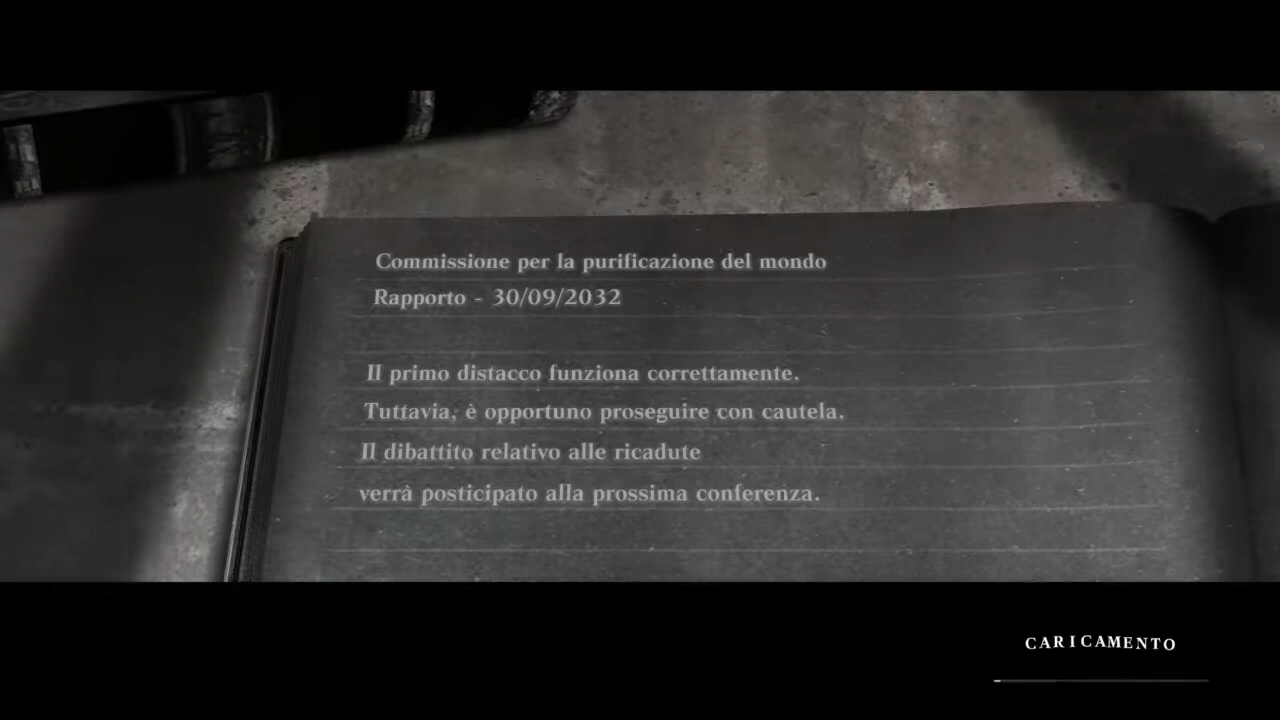 Commissione per la purificazione del mondo
Rapporto - 30/09/2032
Il primo distacco funziona correttamente.
Tuttavia, è opportuno proseguire con cautela.
Il dibattito relativo alle ricadute
verrà posticipato alla prossima conferenza.
CARICAMENTO